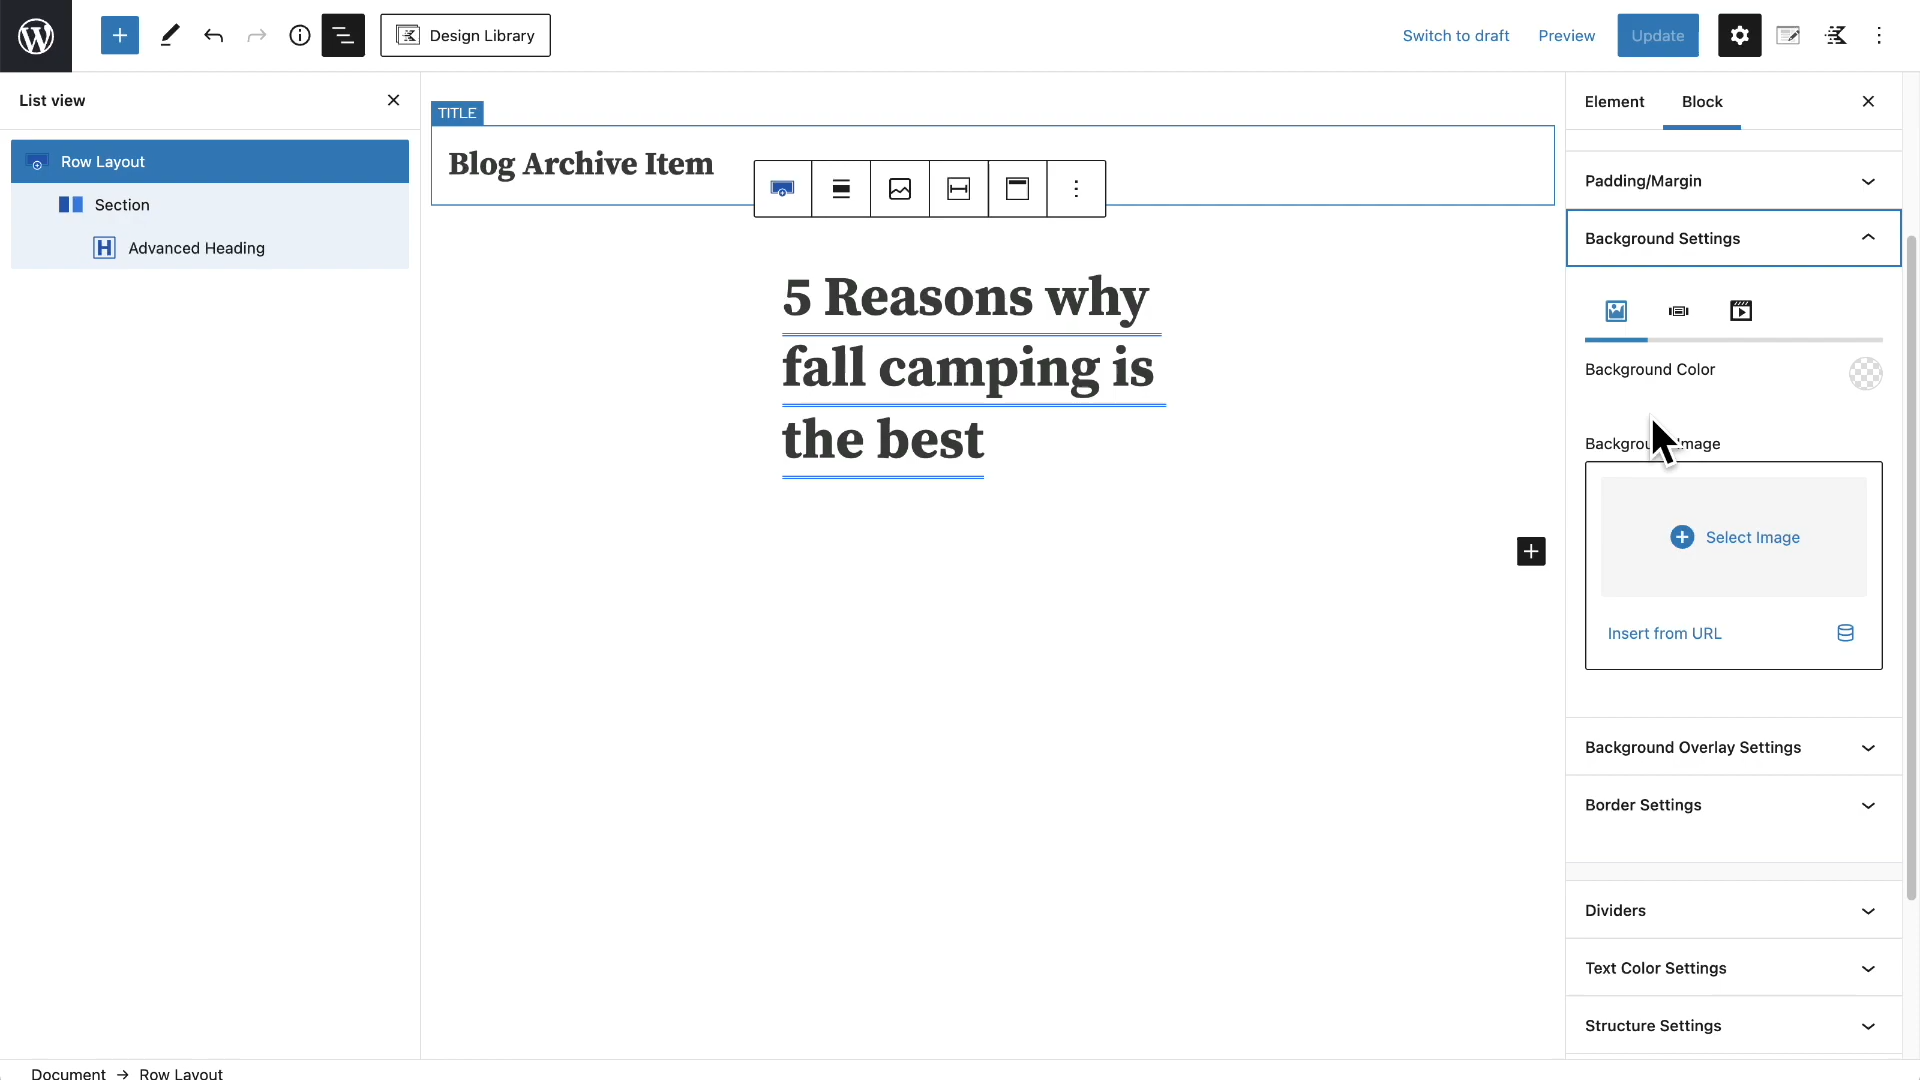 Design Library
Switch to draft
Preview
Update
List view
Row Layout
Section
Advanced Heading
TITLE
Blog Archive Item
5 Reasons why
fall camping is
the best
Element
Block
Padding/Margin
Background Settings
Background Color
Background Image
Select Image
Insert from URL
Background Overlay Settings
Border Settings
Dividers
Text Color Settings
Structure Settings
Document → Row Layout